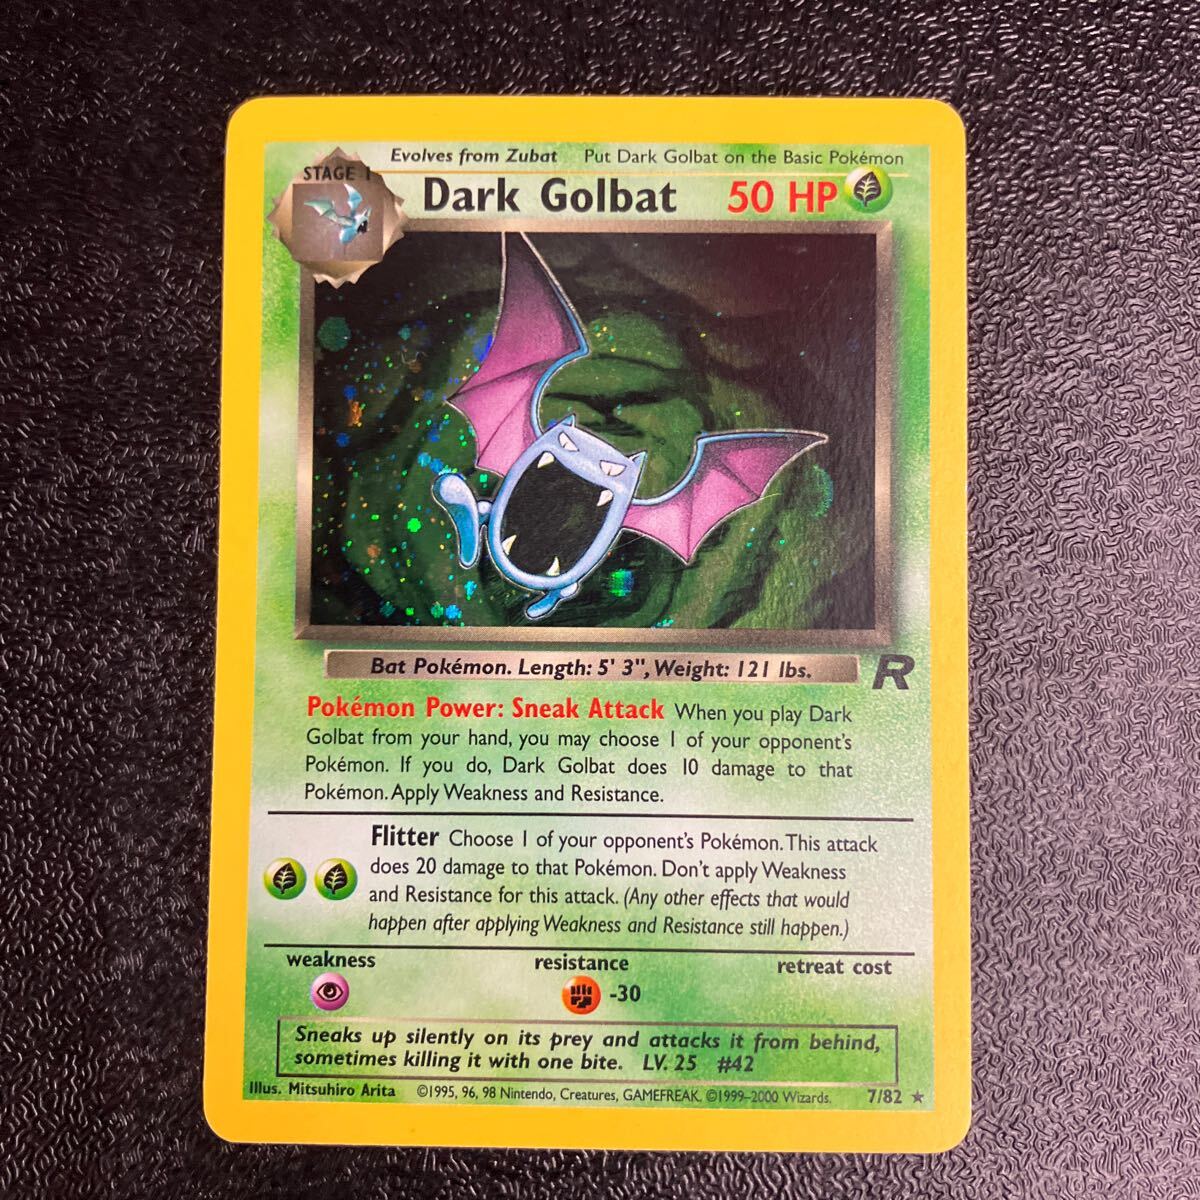 Evolves from Zubat Put Dark Golbat on the Basic Pokémon
STAGE 1
Dark Golbat 50 HP
Bat Pokémon. Length: 5' 3", Weight: 121 lbs.
R
Pokémon Power: Sneak Attack When you play Dark
Golbat from your hand, you may choose 1 of your opponent's
Pokémon. If you do, Dark Golbat does 10 damage to that
Pokémon. Apply Weakness and Resistance.
Flitter Choose 1 of your opponent's Pokémon. This attack
does 20 damage to that Pokémon. Don't apply Weakness
and Resistance for this attack. (Any other effects that would
happen after applying Weakness and Resistance still happen.)
weakness resistance retreat cost
-30
Sneaks up silently on its prey and attacks it from behind,
sometimes killing it with one bite. LV. 25 #42
Illus. Mitsuhiro Arita ©1995, 96, 98 Nintendo, Creatures, GAMEFREAK. ©1999-2000 Wizards. 7/82 ★